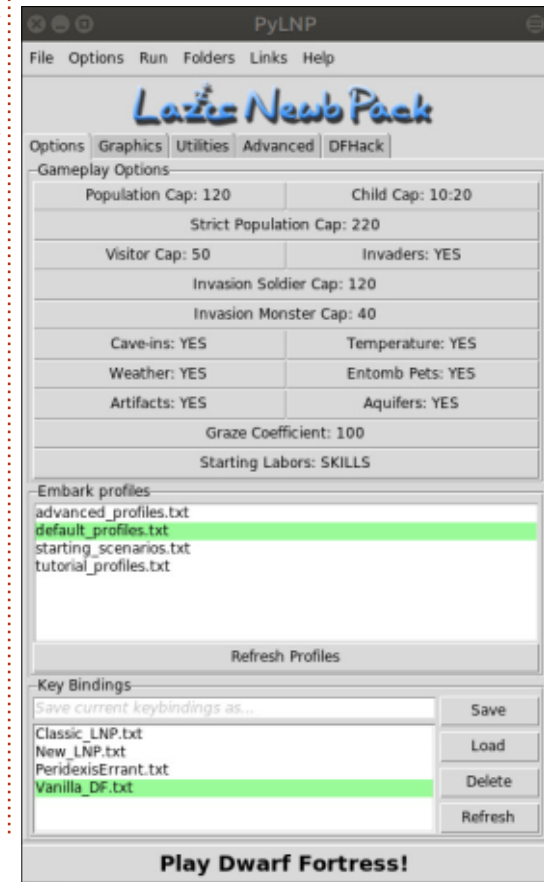 PyLNP
File Options Run Folders Links Help
Lazy Newb Pack
Options Graphics Utilities Advanced DFHack
Gameplay Options
Population Cap: 120 Child Cap: 10:20
Strict Population Cap: 220
Visitor Cap: 50 Invaders: YES
Invasion Soldier Cap: 120
Invasion Monster Cap: 40
Cave-ins: YES Temperature: YES
Weather: YES Entomb Pets: YES
Artifacts: YES Aquifers: YES
Graze Coefficient: 100
Starting Labors: SKILLS
Embark profiles
advanced_profiles.txt
default_profiles.txt
starting_scenarios.txt
tutorial_profiles.txt
Refresh Profiles
Key Bindings
Save current keybindings as... Save
Classic_LNP.txt
New_LNP.txt
PeridexisErrant.txt
Vanilla_DF.txt
Load
Delete
Refresh
Play Dwarf Fortress!